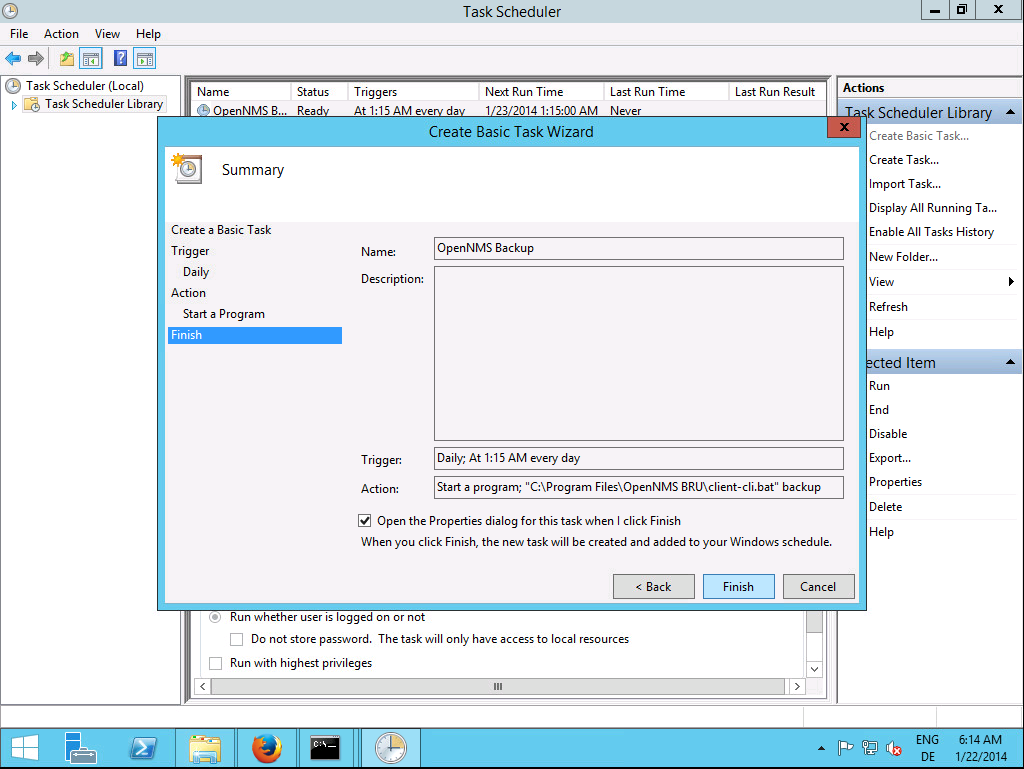 Task Scheduler
File Action View Help
Task Scheduler (Local)
Task Scheduler Library
Name Status Triggers Next Run Time Last Run Time Last Run Result
OpenNMS B... Ready At 1:15 AM every day 1/23/2014 1:15:00 AM Never
Actions
Task Scheduler Library
Create Basic Task...
Create Task...
Import Task...
Display All Running Ta...
Enable All Tasks History
New Folder...
View
Refresh
Help
ected Item
Run
End
Disable
Export...
Properties
Delete
Help
Create Basic Task Wizard
Summary
Create a Basic Task
Trigger
Daily
Action
Start a Program
Finish
Name: OpenNMS Backup
Description:
Trigger: Daily; At 1:15 AM every day
Action: Start a program; "C:\Program Files\OpenNMS BRU\client-cli.bat" backup
Open the Properties dialog for this task when I click Finish
When you click Finish, the new task will be created and added to your Windows schedule.
< Back Finish Cancel
Run whether user is logged on or not
Do not store password. The task will only have access to local resources
Run with highest privileges
ENG 6:14 AM
DE 1/22/2014